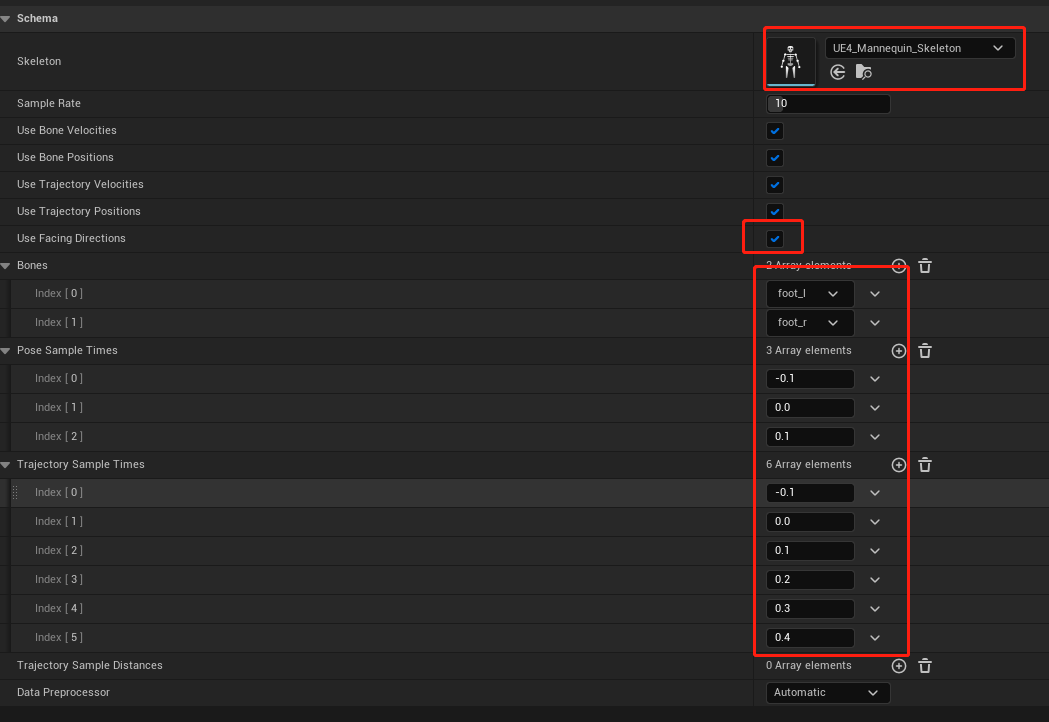 Schema
Skeleton
UE4_Mannequin_Skeleton
Sample Rate 10
Use Bone Velocities
Use Bone Positions
Use Trajectory Velocities
Use Trajectory Positions
Use Facing Directions
Bones 2 Array elements
Index [ 0 ] foot_l
Index [ 1 ] foot_r
Pose Sample Times 3 Array elements
Index [ 0 ] -0.1
Index [ 1 ] 0.0
Index [ 2 ] 0.1
Trajectory Sample Times 6 Array elements
Index [ 0 ] -0.1
Index [ 1 ] 0.0
Index [ 2 ] 0.1
Index [ 3 ] 0.2
Index [ 4 ] 0.3
Index [ 5 ] 0.4
Trajectory Sample Distances 0 Array elements
Data Preprocessor Automatic